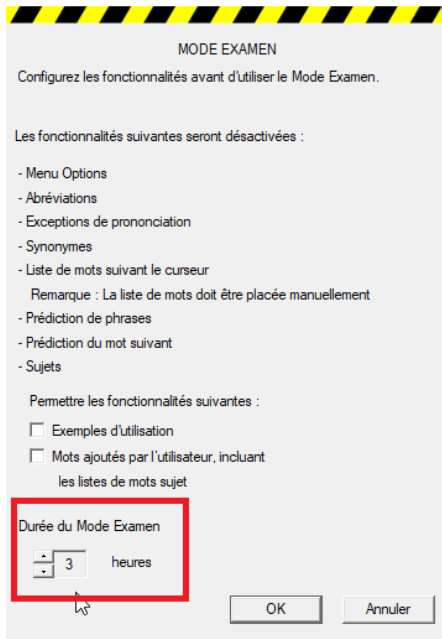 MODE EXAMEN
Configurez les fonctionnalités avant d'utiliser le Mode Examen.
Les fonctionnalités suivantes seront désactivées :
- Menu Options
- Abréviations
- Exceptions de prononciation
- Synonymes
- Liste de mots suivant le curseur
Remarque : La liste de mots doit être placée manuellement
- Prédiction de phrases
- Prédiction du mot suivant
- Sujets
Permettre les fonctionnalités suivantes :
Exemples d'utilisation
Mots ajoutés par l'utilisateur, incluant
les listes de mots sujet
Durée du Mode Examen
3 heures
OK Annuler